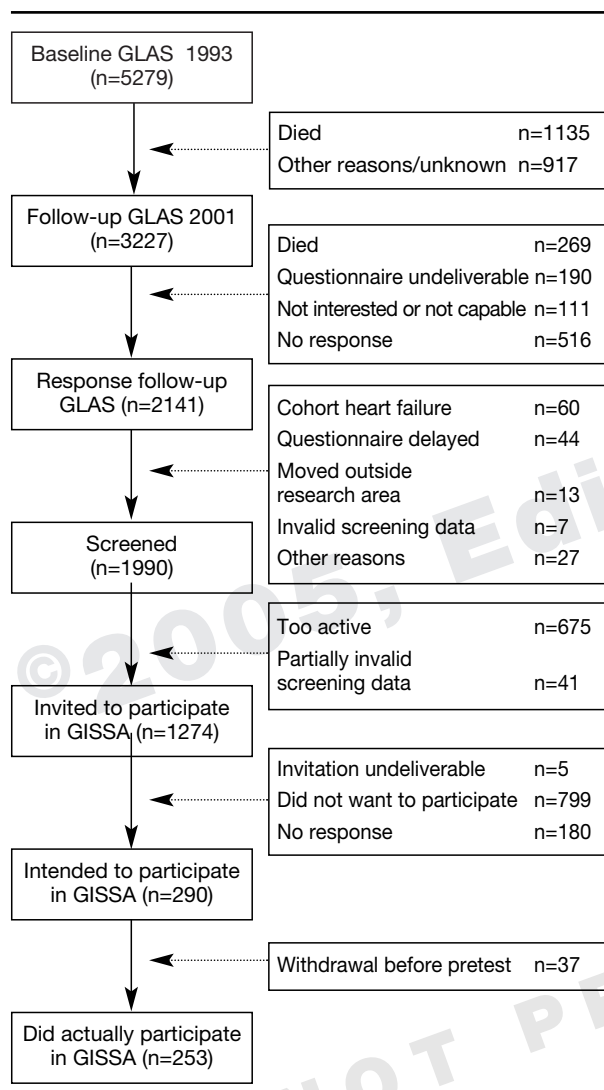 Baseline GLAS 1993
(n=5279)
Died n=1135
Other reasons/unknown n=917
Follow-up GLAS 2001
(n=3227)
Died n=269
Questionnaire undeliverable n=190
Not interested or not capable n=111
No response n=516
Response follow-up
GLAS (n=2141)
Cohort heart failure n=60
Questionnaire delayed n=44
Moved outside
research area n=13
Invalid screening data n=7
Other reasons n=27
Screened
(n=1990)
Too active n=675
Partially invalid
screening data n=41
Invited to participate
in GISSA (n=1274)
Invitation undeliverable n=5
Did not want to participate n=799
No response n=180
Intended to participate
in GISSA (n=290)
Withdrawal before pretest n=37
Did actually participate
in GISSA (n=253)
©2005, Edi
NOT PR